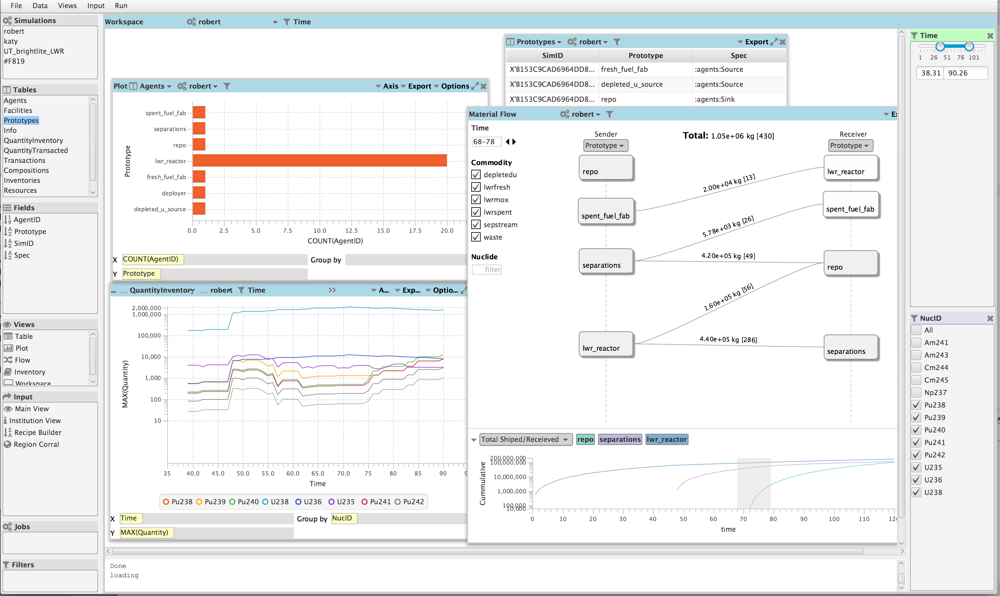 File Data Views Input Run
Simulations
robert
katy
UT_brightlite_LWR
#F819
Tables
Agents
Facilities
Prototypes
Info
QuantityInventory
QuantityTransacted
Transactions
Compositions
Inventories
Resources
Fields
AgentID
Prototype
SimID
Spec
Views
Table
Plot
Flow
Inventory
Workspace
Input
Main View
Institution View
Recipe Builder
Region Corral
Jobs
Filters
Workspace robert Time
Plot Agents robert Axis Export Options
Prototype
spent_fuel_fab
separations
repo
lwr_reactor
fresh_fuel_fab
deployer
depleted_u_source
0.0 2.5 5.0 7.5 10.0 12.5 15.0 17.5 20.0
COUNT(AgentID)
X COUNT(AgentID) Group by
Y Prototype
... ... QuantityInventory ... robert Time >> A... Exp... Optio...
MAX(Quantity)
2,000,000
1,000,000
100,000
10,000
1,000
100
10
35 40.0 45.0 50.0 55.0 60.0 65.0 70.0 75 80 85 90 9
Time
Pu238 Pu239 Pu240 U238 U236 U235 Pu241 Pu242
X Time Group by NucID
Y MAX(Quantity)
Prototypes robert Export
SimID Prototype Spec
X'B153C9CAD6964DD8... fresh_fuel_fab :agents:Source
X'B153C9CAD6964DD8... depleted_u_source :agents:Source
X'B153C9CAD6964DD8... repo :agents:Sink
Material Flow robert Ex
Time
68-78
Commodity
depletedu
lwrfresh
lwrmox
lwrspent
sepstream
waste
Nuclide
filter
Sender Total: 1.05e+06 kg [430] Receiver
Prototype Prototype
repo
spent_fuel_fab
separations
lwr_reactor
2.00e+04 kg [13]
5.78e+03 kg [26]
4.20e+05 kg [49]
1.60e+05 kg [56]
4.40e+05 kg [286]
lwr_reactor
spent_fuel_fab
repo
separations
Total Shiped/Receieved repo separations lwr_reactor
Cummulative
200,000,000
100,000,000
10,000,000
1,000,000
100,000
10,000
0 10 20 30 40 50 60 70 80 90 100 110 120
time
Done
loading
Time
1 26 51 76 101
38.31 90.26
NucID
All
Am241
Am243
Cm244
Cm245
Np237
Pu238
Pu239
Pu240
Pu241
Pu242
U235
U236
U238